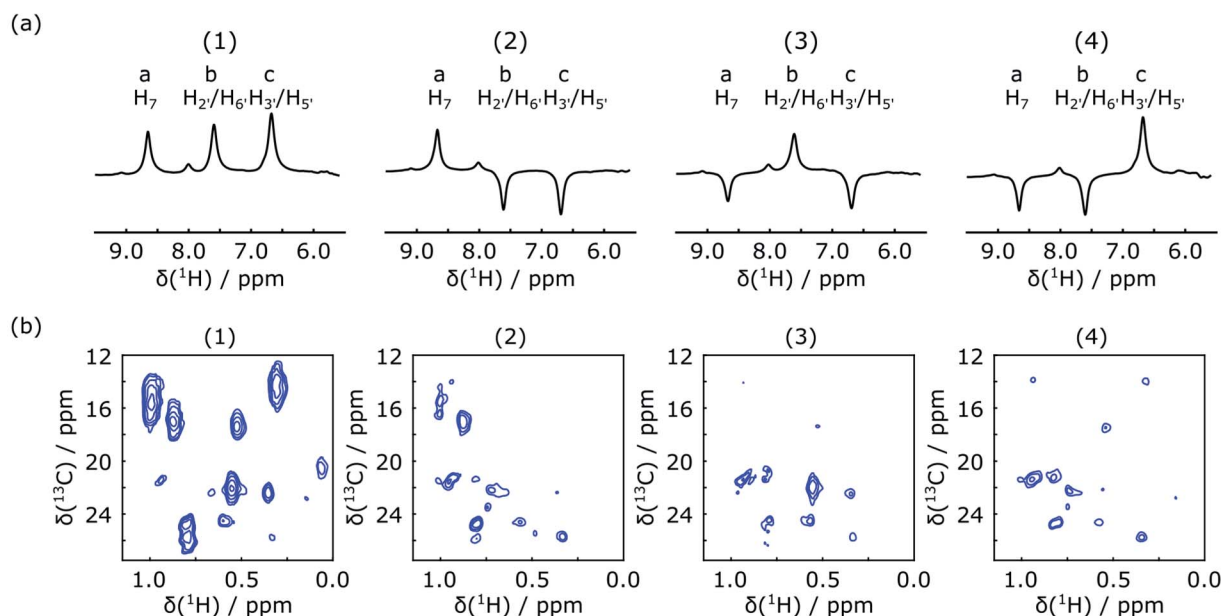 (a)
(1) (2) (3) (4)
a b c a b c a b c a b c
H7 H2'/H6' H3'/H5' H7 H2'/H6' H3'/H5' H7 H2'/H6' H3'/H5' H7 H2'/H6' H3'/H5'
9.0 8.0 7.0 6.0 9.0 8.0 7.0 6.0 9.0 8.0 7.0 6.0 9.0 8.0 7.0 6.0
δ(¹H) / ppm δ(¹H) / ppm δ(¹H) / ppm δ(¹H) / ppm
(b)
(1) (2) (3) (4)
12 12 12 12
16 16 16 16
20 20 20 20
24 24 24 24
δ(¹³C) / ppm δ(¹³C) / ppm δ(¹³C) / ppm δ(¹³C) / ppm
1.0 0.5 0.0 1.0 0.5 0.0 1.0 0.5 0.0 1.0 0.5 0.0
δ(¹H) / ppm δ(¹H) / ppm δ(¹H) / ppm δ(¹H) / ppm